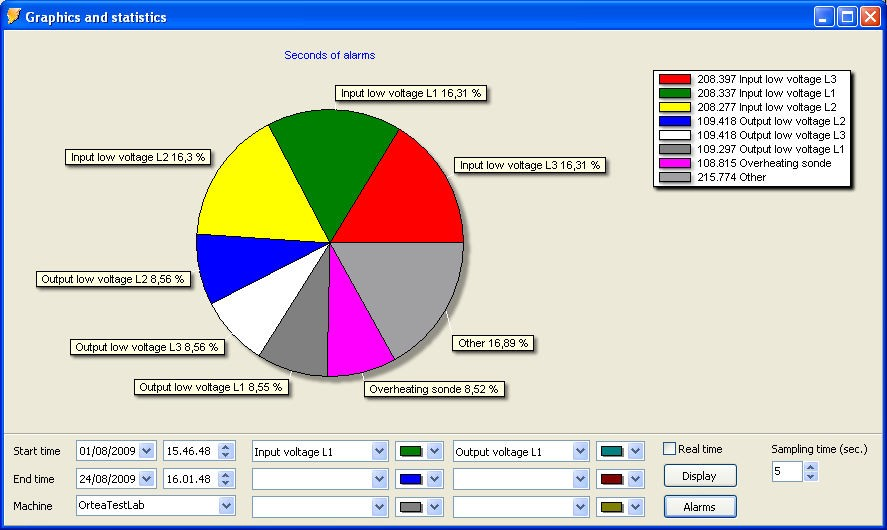 Graphics and statistics
Seconds of alarms
Input low voltage L1 16,31 %
Input low voltage L2 16,3 %
Input low voltage L3 16,31 %
Output low voltage L2 8,56 %
Output low voltage L3 8,56 %
Other 16,89 %
Output low voltage L1 8,55 %
Overheating sonde 8,52 %
208.397 Input low voltage L3
208.337 Input low voltage L1
208.277 Input low voltage L2
109.418 Output low voltage L2
109.418 Output low voltage L3
109.297 Output low voltage L1
108.815 Overheating sonde
215.774 Other
Start time 01/08/2009 15.46.48 Input voltage L1 Output voltage L1 Real time Sampling time (sec.)
End time 24/08/2009 16.01.48 Display 5
Machine OrteaTestLab Alarms